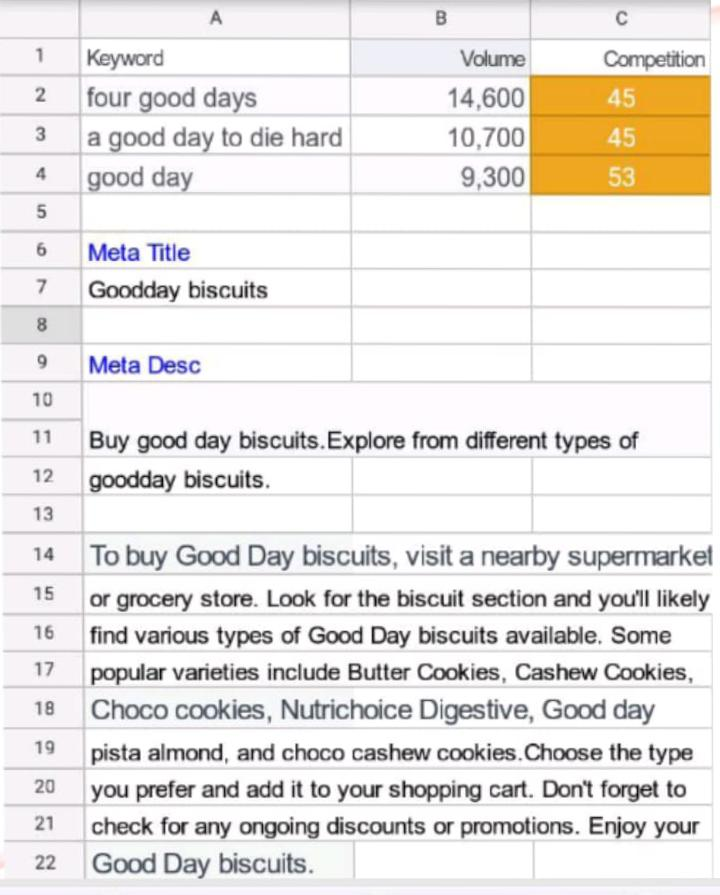 A B C
1 Keyword Volume Competition
2 four good days 14,600 45
3 a good day to die hard 10,700 45
4 good day 9,300 53
5
6 Meta Title
7 Goodday biscuits
8
9 Meta Desc
10
11 Buy good day biscuits.Explore from different types of
12 goodday biscuits.
13
14 To buy Good Day biscuits, visit a nearby supermarket
15 or grocery store. Look for the biscuit section and you'll likely
16 find various types of Good Day biscuits available. Some
17 popular varieties include Butter Cookies, Cashew Cookies,
18 Choco cookies, Nutrichoice Digestive, Good day
19 pista almond, and choco cashew cookies.Choose the type
20 you prefer and add it to your shopping cart. Don't forget to
21 check for any ongoing discounts or promotions. Enjoy your
22 Good Day biscuits.